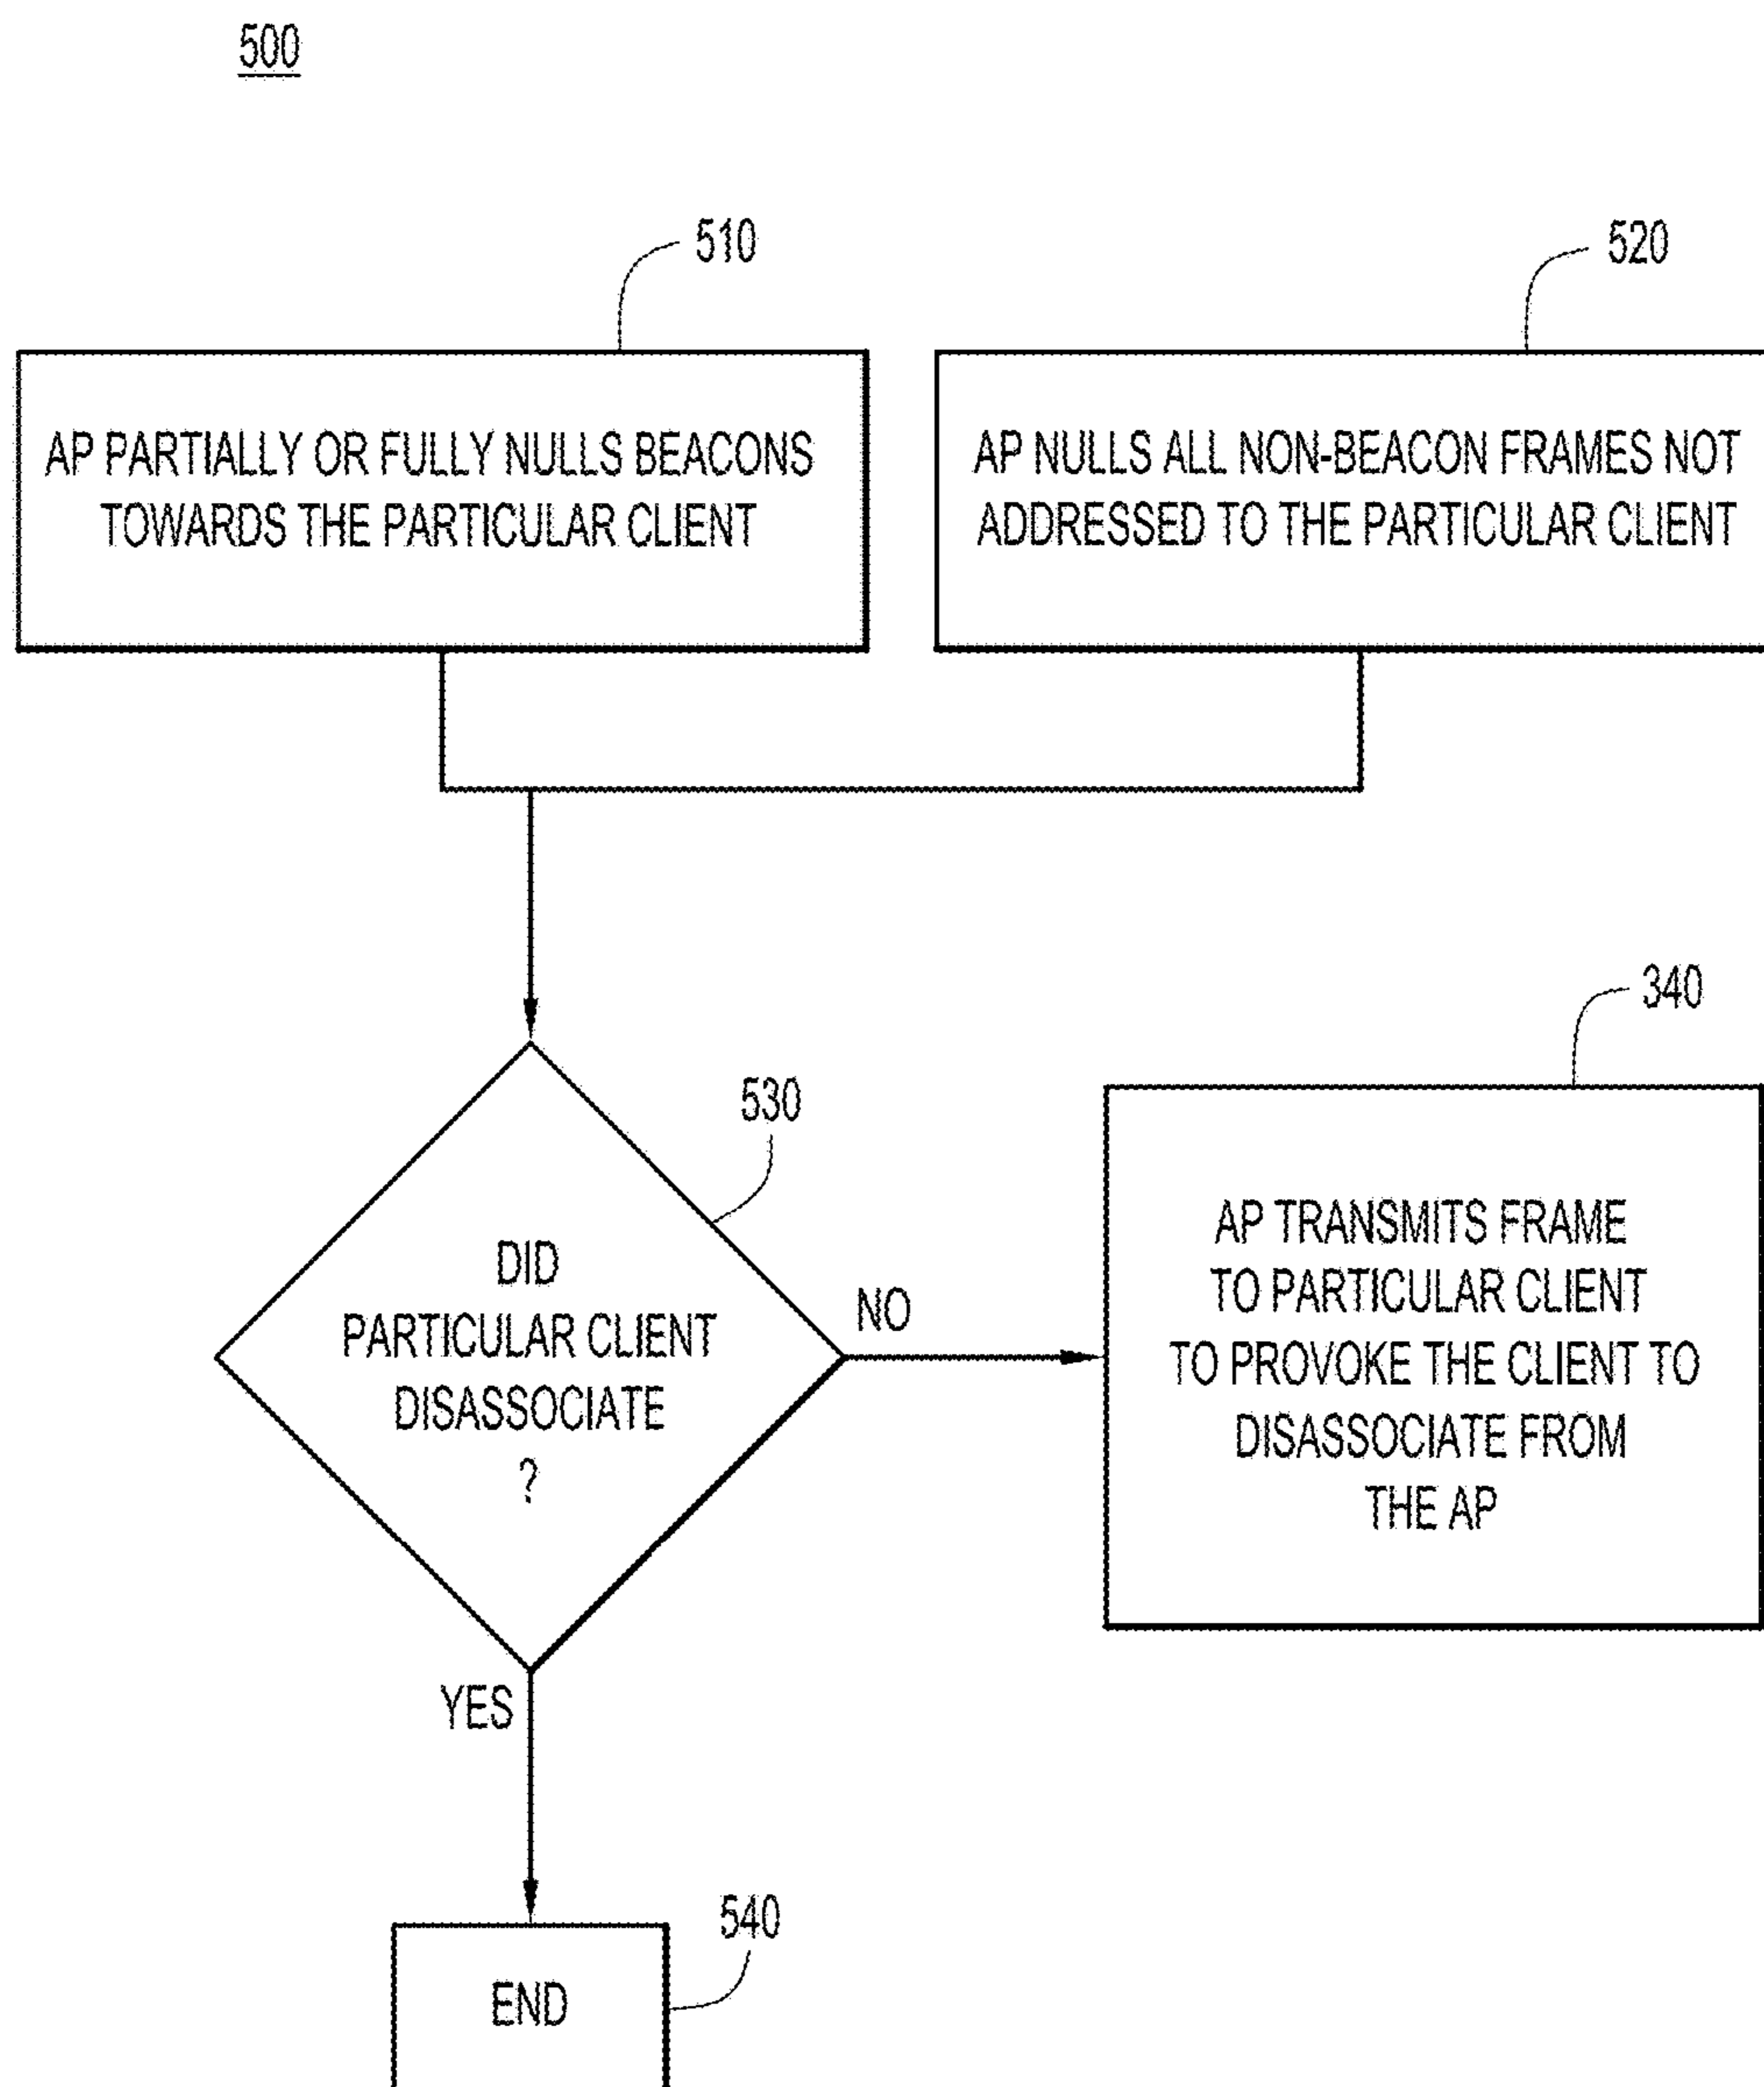 500
510
520
AP PARTIALLY OR FULLY NULLS BEACONS
TOWARDS THE PARTICULAR CLIENT
AP NULLS ALL NON-BEACON FRAMES NOT
ADDRESSED TO THE PARTICULAR CLIENT
340
530
DID
PARTICULAR CLIENT
DISASSOCIATE
?
NO
AP TRANSMITS FRAME
TO PARTICULAR CLIENT
TO PROVOKE THE CLIENT TO
DISASSOCIATE FROM
THE AP
YES
540
END